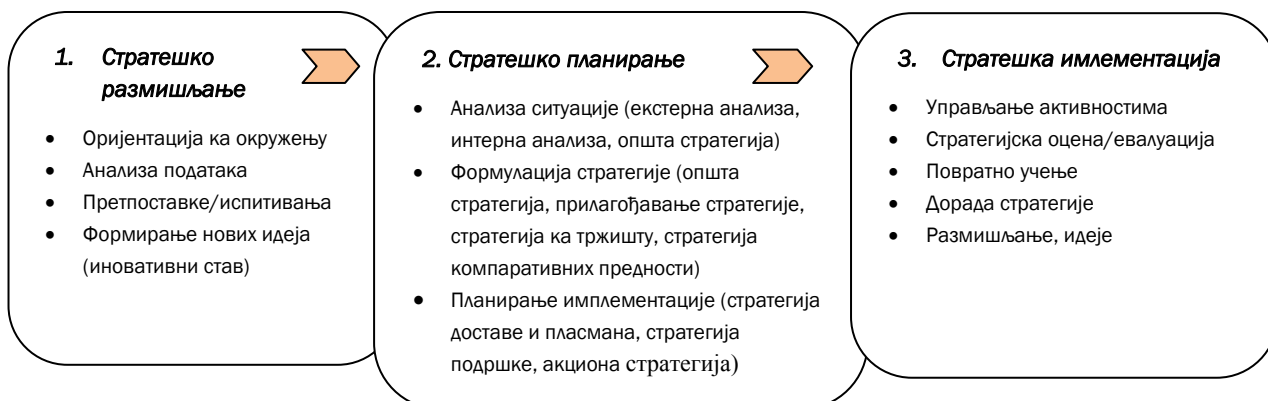 1. Стратешко
размишљање
• Оријентација ка окружењу
• Анализа података
• Претпоставке/испитивања
• Формирање нових идеја
(иновативни став)
2. Стратешко планирање
• Анализа ситуације (екстерна анализа,
интерна анализа, општа стратегија)
• Формулација стратегије (општа
стратегија, прилагођавање стратегије,
стратегија ка тржишту, стратегија
компаративних предности)
• Планирање имплементације (стратегија
доставе и пласмана, стратегија
подршке, акциона стратегија)
3. Стратешка имлементација
• Управљање активностима
• Стратегијска оцена/евалуација
• Повратно учење
• Дорада стратегије
• Размишљање, идеје